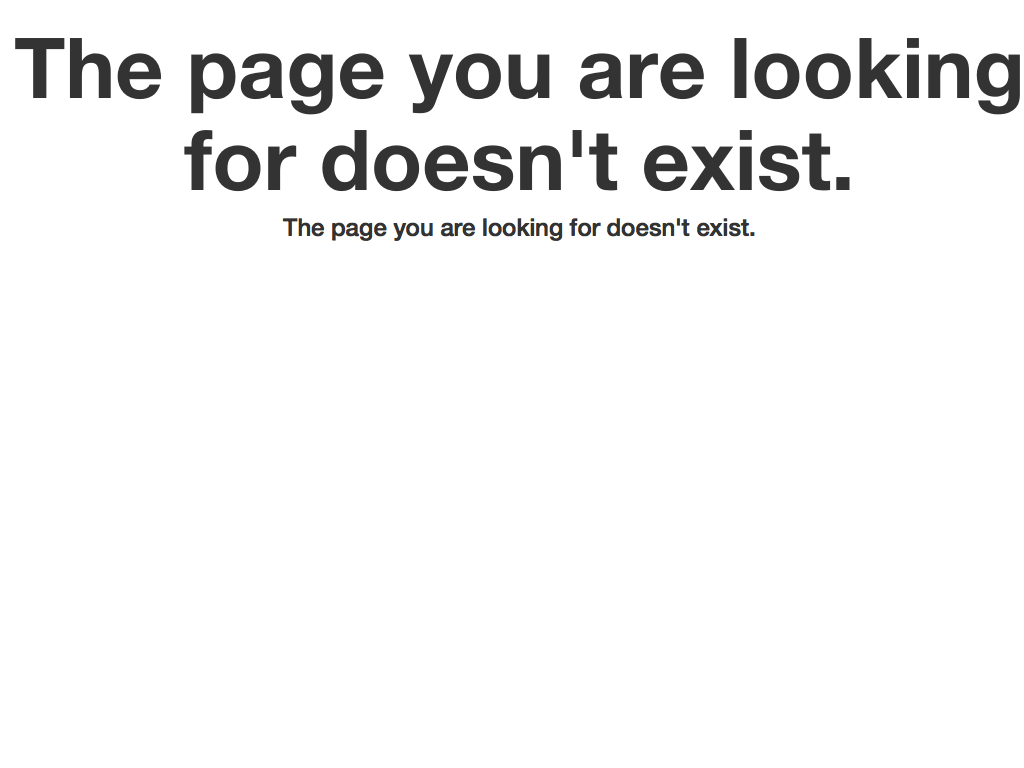 The page you are looking
for doesn't exist.
The page you are looking for doesn't exist.